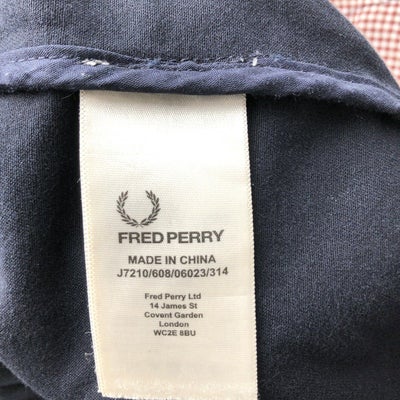 FRED PERRY
MADE IN CHINA
J7210/608/06023/314
Fred Perry Ltd
14 James St
Covent Garden
London
WC2E 8BU